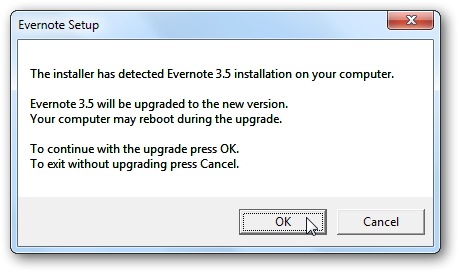 Evernote Setup
The installer has detected Evernote 3.5 installation on your computer.
Evernote 3.5 will be upgraded to the new version.
Your computer may reboot during the upgrade.
To continue with the upgrade press OK.
To exit without upgrading press Cancel.
OK
Cancel